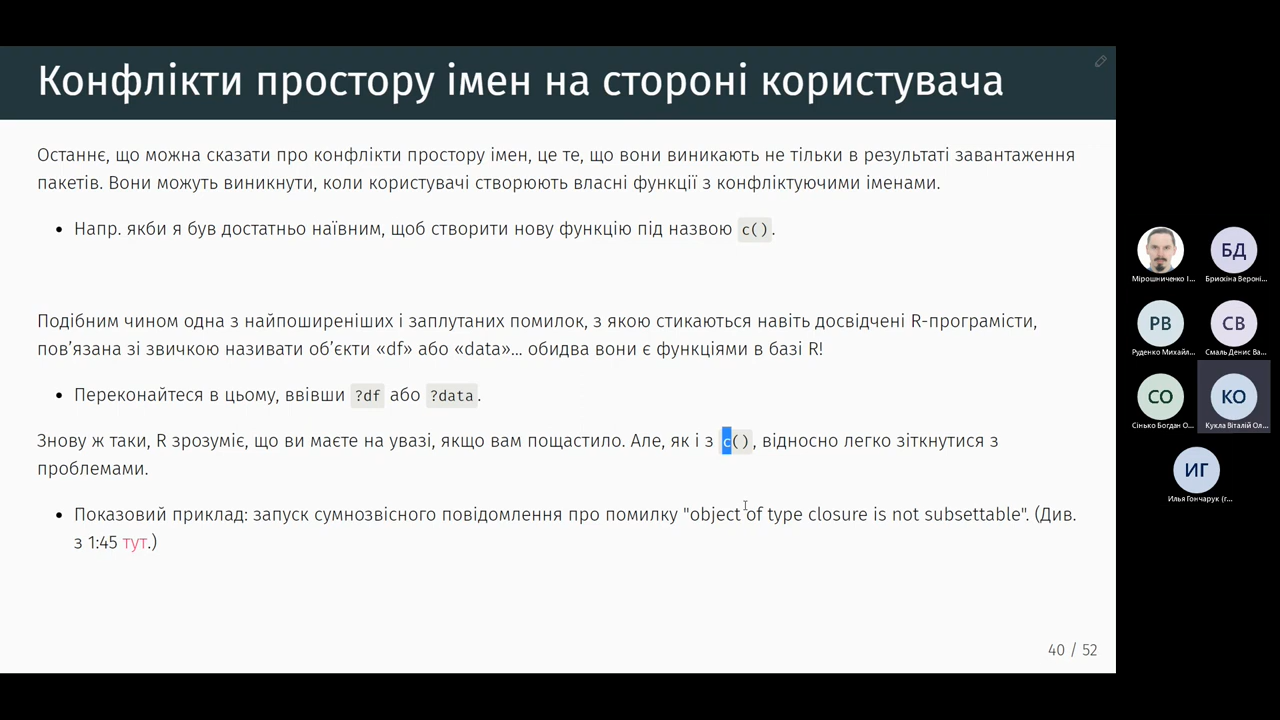 Конфлікти простору імен на стороні користувача
Останнє, що можна сказати про конфлікти простору імен, це те, що вони виникають не тільки в результаті завантаження
пакетів. Вони можуть виникнути, коли користувачі створюють власні функції з конфліктуючими іменами.
• Напр. якби я був достатньо наївним, щоб створити нову функцію під назвою c().
Подібним чином одна з найпоширеніших і заплутаних помилок, з якою стикаються навіть досвідчені R-програмісти,
пов’язана зі звичкою називати об’єкти «df» або «data»… обидва вони є функціями в базі R!
• Переконайтеся в цьому, ввівши ?df або ?data.
Знову ж таки, R зрозуміє, що ви маєте на увазі, якщо вам пощастило. Але, як і з c(), відносно легко зіткнутися з
проблемами.
• Показовий приклад: запуск сумнозвісного повідомлення про помилку "object of type closure is not subsettable". (Див.
з 1:45 тут.)
40 / 52
БД
Мірошниченко І...
Брисіна Вероні...
РВ
СВ
Руденко Михайл...
Смаль Денис Ва...
СО
КО
Сінько Богдан О...
Кукла Віталій Ол...
ИГ
Илья Гончарук (г...